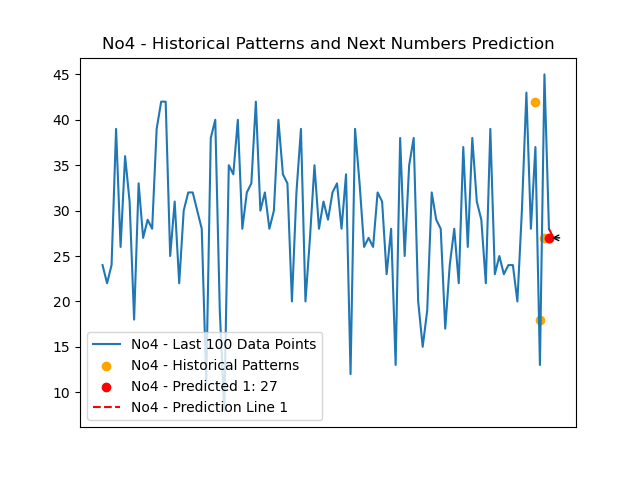 No4 - Historical Patterns and Next Numbers Prediction
45
40
35
30
25
20
15
10
No4 - Last 100 Data Points
No4 - Historical Patterns
No4 - Predicted 1: 27
No4 - Prediction Line 1